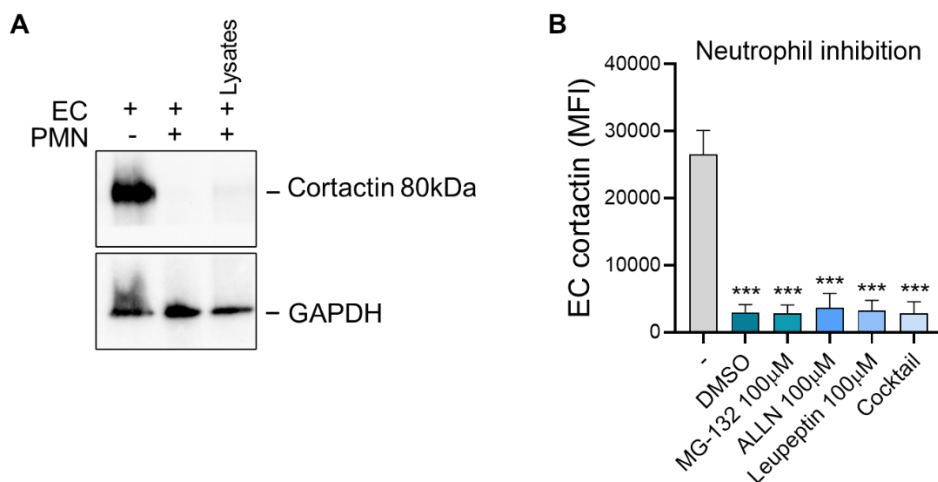 A
Lysates
EC + + +
PMN - + +
– Cortactin 80kDa
– GAPDH
B
Neutrophil inhibition
EC cortactin (MFI)
40000
30000
20000
10000
0
*** *** *** *** ***
-
DMSO
MG-132 100μM
ALLN 100μM
Leupeptin 100μM
Cocktail